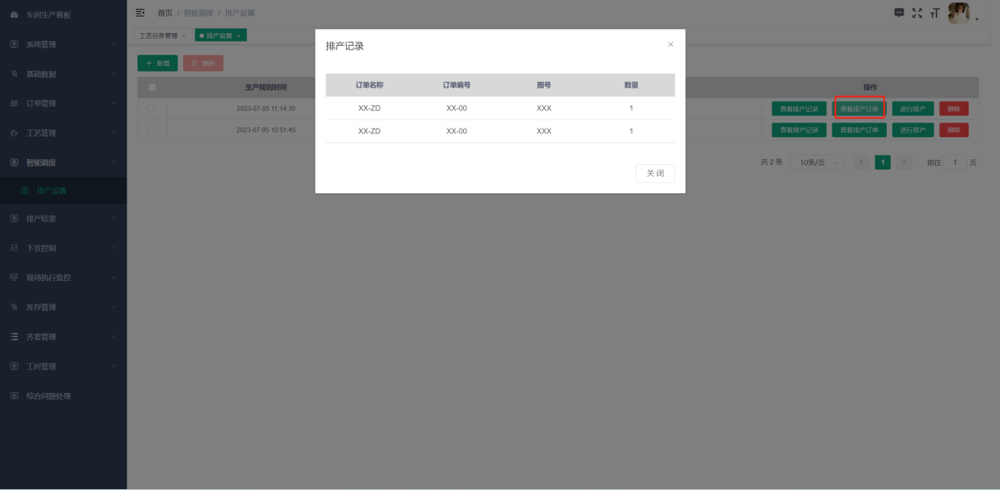 车间生产看板
系统管理
基础数据
订单管理
工艺管理
智能调度
排产设置
排产结果
下发控制
现场执行监控
库存管理
齐套管理
工时管理
综合问题处理
首页 / 智能调度 / 排产设置
工艺任务管理 × 排产设置 ×
+ 新增 删除
生产规则时间 操作
2023-07-05 11:14:30 查看排产记录 查看排产订单 进行排产 删除
2023-07-05 10:51:45 查看排产记录 查看排产订单 进行排产 删除
共 2 条 10条/页 < 1 > 前往 1 页
排产记录 ×
订单名称 订单编号 图号 数量
XX-ZD XX-00 XXX 1
XX-ZD XX-00 XXX 1
关 闭